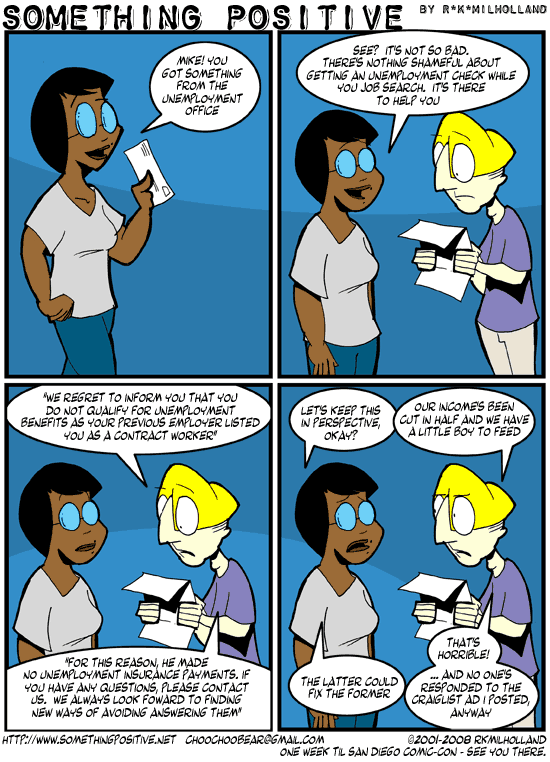 SOMETHING POSITIVE BY R*K*MILHOLLAND
MIKE! YOU
GOT SOMETHING
FROM THE
UNEMPLOYMENT
OFFICE
SEE? IT'S NOT SO BAD.
THERE'S NOTHING SHAMEFUL ABOUT
GETTING AN UNEMPLOYMENT CHECK WHILE
YOU JOB SEARCH. IT'S THERE
TO HELP YOU
"WE REGRET TO INFORM YOU THAT YOU
DO NOT QUALIFY FOR UNEMPLOYMENT
BENEFITS AS YOUR PREVIOUS EMPLOYER LISTED
YOU AS A CONTRACT WORKER"
"FOR THIS REASON, HE MADE
NO UNEMPLOYMENT INSURANCE PAYMENTS. IF
YOU HAVE ANY QUESTIONS, PLEASE CONTACT
US. WE ALWAYS LOOK FOWARD TO FINDING
NEW WAYS OF AVOIDING ANSWERING THEM"
LET'S KEEP THIS
IN PERSPECTIVE,
OKAY?
OUR INCOME'S BEEN
CUT IN HALF AND WE HAVE
A LITTLE BOY TO FEED
THE LATTER COULD
FIX THE FORMER
THAT'S
HORRIBLE!
... AND NO ONE'S
RESPONDED TO THE
CRAIGLIST AD I POSTED,
ANYWAY
HTTP://WWW.SOMETHINGPOSITIVE.NET CHOOCHOOBEAR@GMAIL.COM ©2001-2008 RKMILHOLLAND
ONE WEEK TIL SAN DIEGO COMIC-CON - SEE YOU THERE.